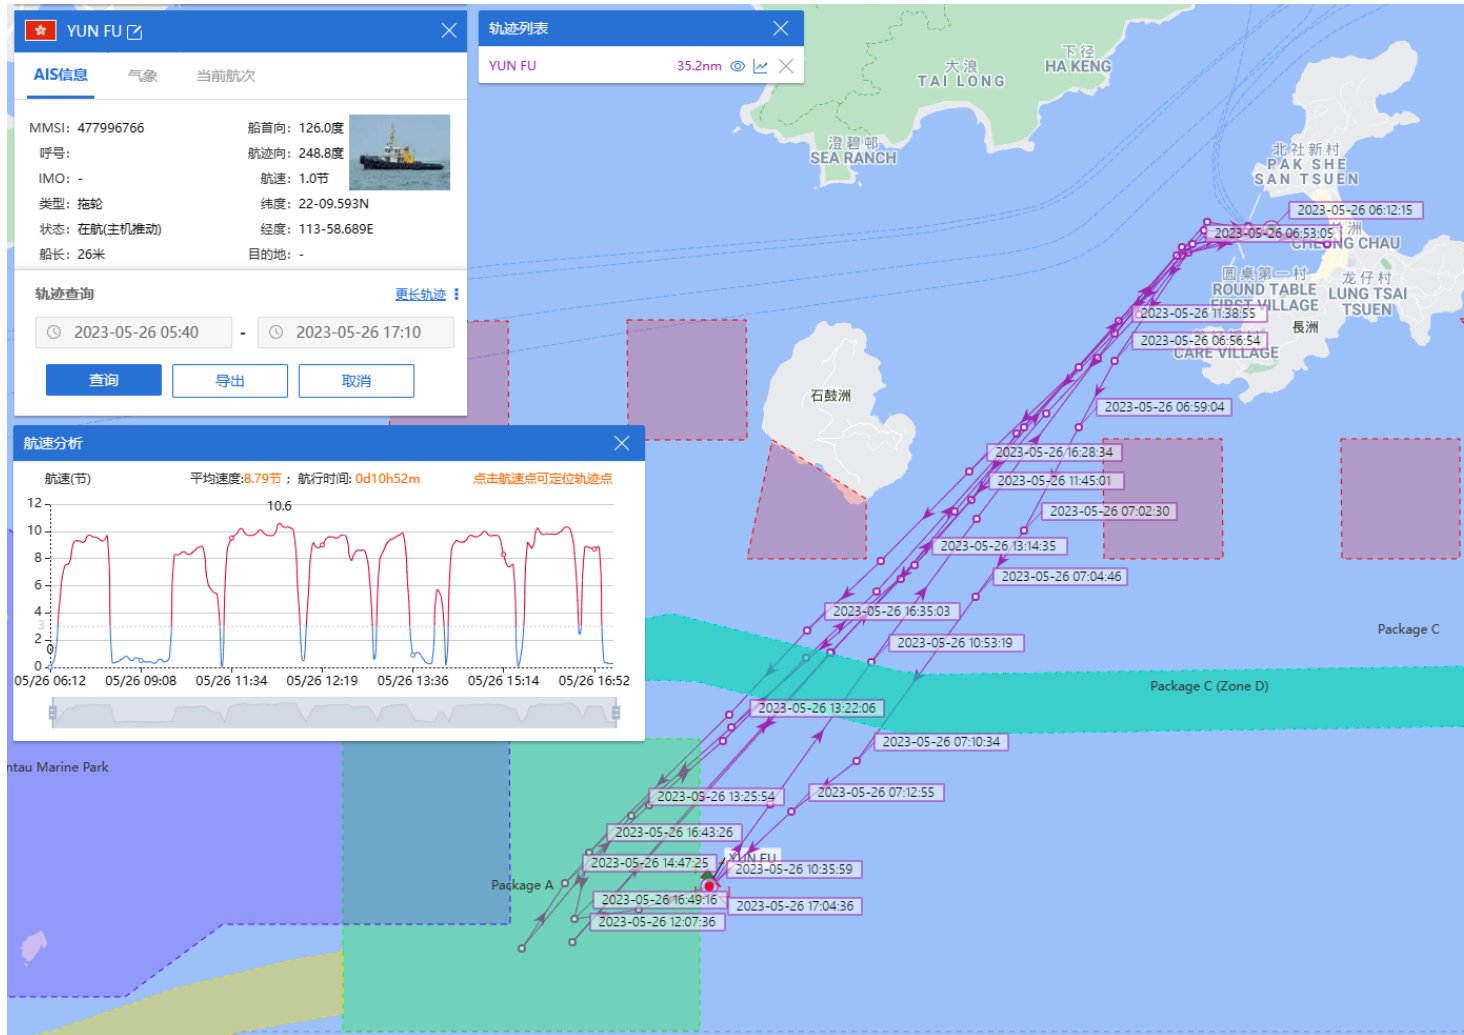 YUN FU
AIS信息 气象 当前航次
MMSI: 477996766 船首向: 126.0度
呼号: 航迹向: 248.8度
IMO: - 航速: 1.0节
类型: 拖轮 纬度: 22-09.593N
状态: 在航(主机推动) 经度: 113-58.689E
船长: 26米 目的地: -
轨迹查询 更长轨迹
2023-05-26 05:40 - 2023-05-26 17:10
查询 导出 取消
轨迹列表
YUN FU 35.2nm
航速分析
航速(节) 平均速度:8.79节 ; 航行时间: 0d10h52m 点击航速点可定位轨迹点
10.6
12
10
8
6
4
3
2
0
0
05/26 06:12 05/26 09:08 05/26 11:34 05/26 12:19 05/26 13:36 05/26 15:14 05/26 16:52
下径
HA KENG
大浪
TAI LONG
澄碧邨
SEA RANCH
北社新村
PAK SHE
SAN TSUEN
2023-05-26 06:12:15
2023-05-26 06:53:05
洲
CHEUNG CHAU
圆桌第一村
ROUND TABLE
FIRST VILLAGE
龙仔村
LUNG TSAI
TSUEN
2023-05-26 11:38:55
長洲
2023-05-26 06:56:54
CARE VILLAGE
石鼓洲
2023-05-26 06:59:04
2023-05-26 16:28:34
2023-05-26 11:45:01
2023-05-26 07:02:30
2023-05-26 13:14:35
2023-05-26 07:04:46
2023-05-26 16:35:03
2023-05-26 10:53:19
Package C
Package C (Zone D)
2023-05-26 13:22:06
2023-05-26 07:10:34
ntau Marine Park
2023-05-26 07:12:55
2023-05-26 13:25:54
2023-05-26 16:43:26
2023-05-26 14:47:25
YUN FU
2023-05-26 10:35:59
Package A
2023-05-26 16:49:16
2023-05-26 17:04:36
2023-05-26 12:07:36